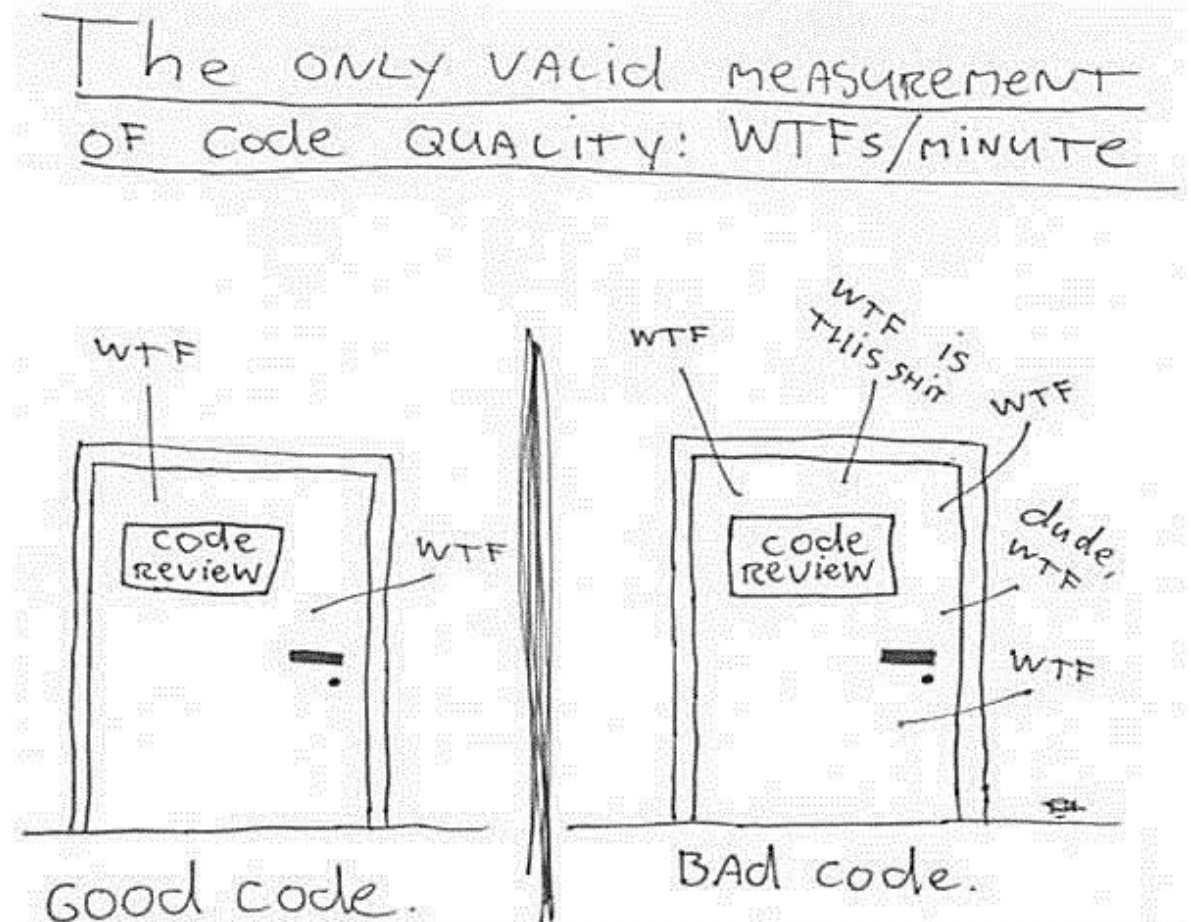 The ONLY VALid MEASUREMENT
OF Code QUALITY: WTFs/MINUTE
WTF
code
REVIEW
WTF
GOOD CODE.
WTF
WTF is
THIS SHIT
WTF
code
REVIEW
dude,
WTF
WTF
BAd code.